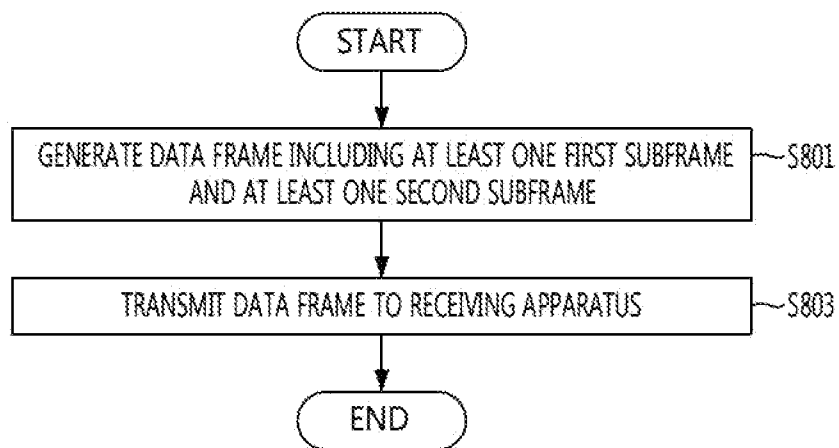 START
GENERATE DATA FRAME INCLUDING AT LEAST ONE FIRST SUBFRAME
AND AT LEAST ONE SECOND SUBFRAME
S801
TRANSMIT DATA FRAME TO RECEIVING APPARATUS
S803
END